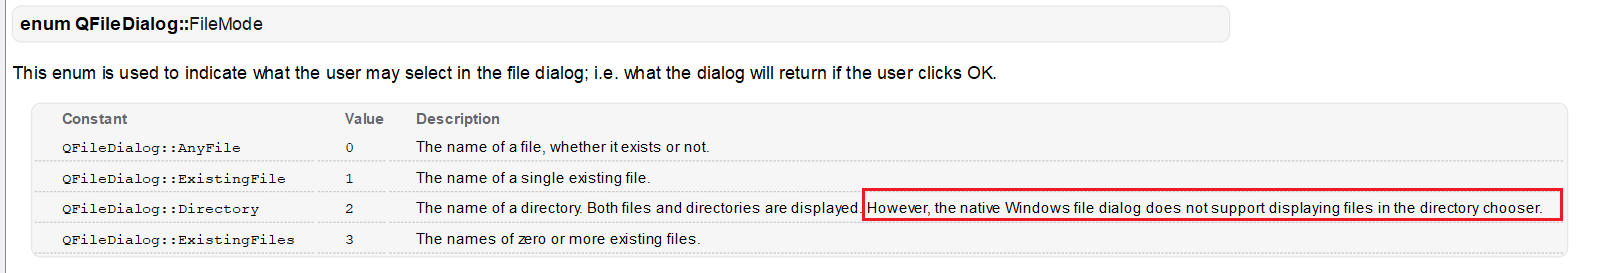 enum QFileDialog::FileMode
This enum is used to indicate what the user may select in the file dialog; i.e. what the dialog will return if the user clicks OK.
Constant Value Description
QFileDialog::AnyFile 0 The name of a file, whether it exists or not.
QFileDialog::ExistingFile 1 The name of a single existing file.
QFileDialog::Directory 2 The name of a directory. Both files and directories are displayed. However, the native Windows file dialog does not support displaying files in the directory chooser.
QFileDialog::ExistingFiles 3 The names of zero or more existing files.